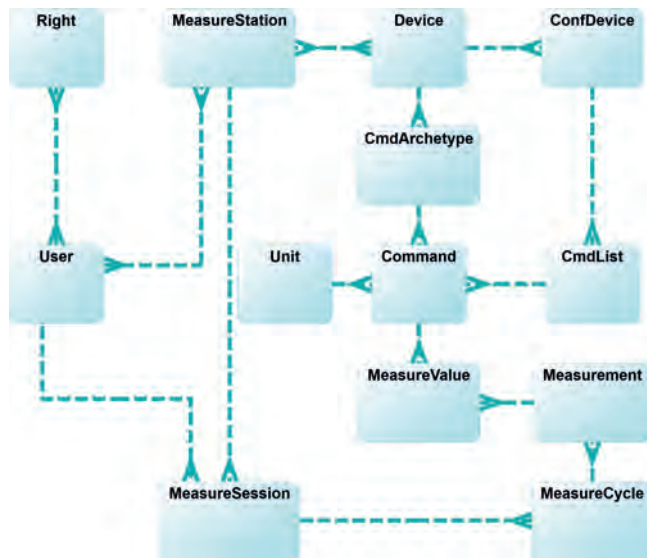 Right
MeasureStation
Device
ConfDevice
CmdArchetype
User
Unit
Command
CmdList
MeasureValue
Measurement
MeasureSession
MeasureCycle